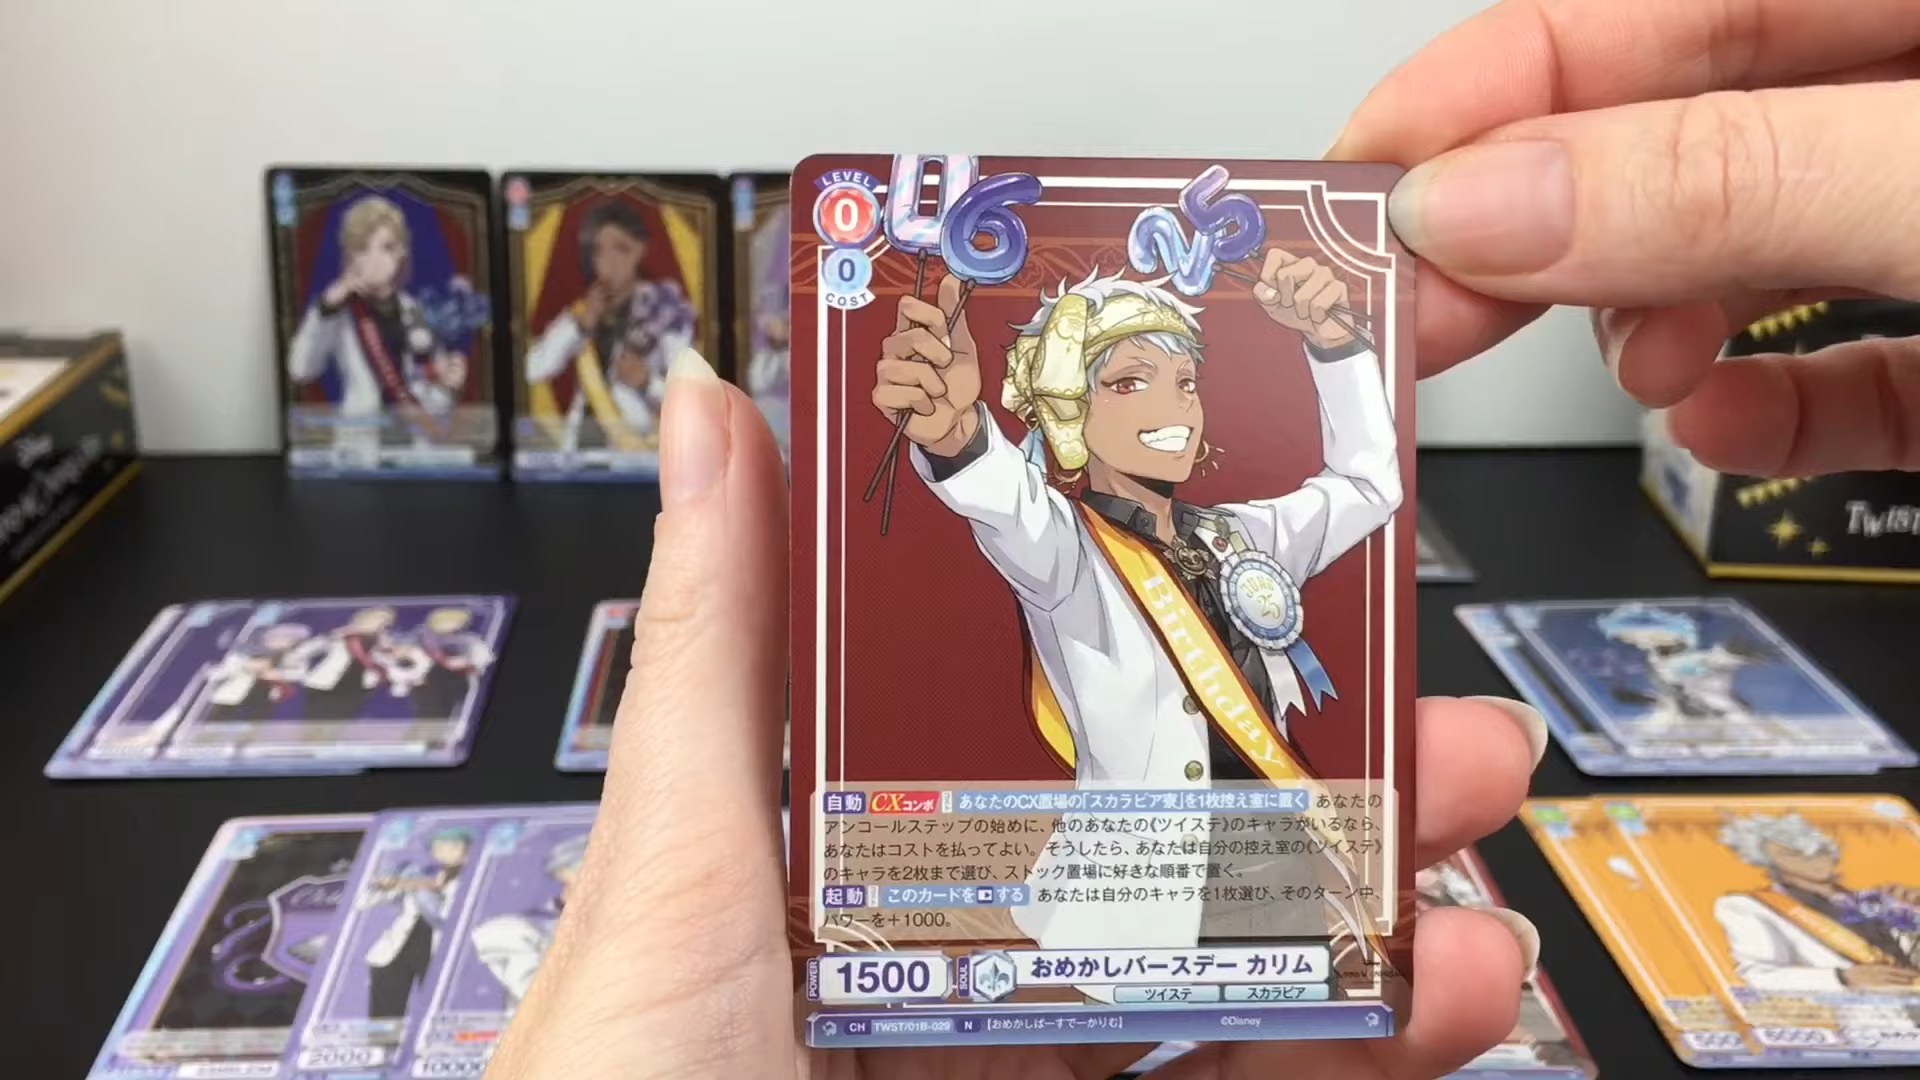 LEVEL
0
0
COST
06
25
JUNE
25
Birthday
自動 CXコンボ あなたのCX置場の「スカラビア寮」を1枚控え室に置く あなたの
アンコールステップの始めに、他のあなたの《ツイステ》のキャラがいるなら、
あなたはコストを払ってよい。そうしたら、あなたは自分の控え室の《ツイステ》
のキャラを2枚まで選び、ストック置場に好きな順番で置く。
起動 このカードを する あなたは自分のキャラを1枚選び、そのターン中、
パワーを+1000。
POWER 1500 SOUL おめかしバースデー カリム
ツイステ スカラビア
CH TWST/01B-029 N 【おめかしばーすでーかりむ】 ©Disney
TWIST
2000
10000